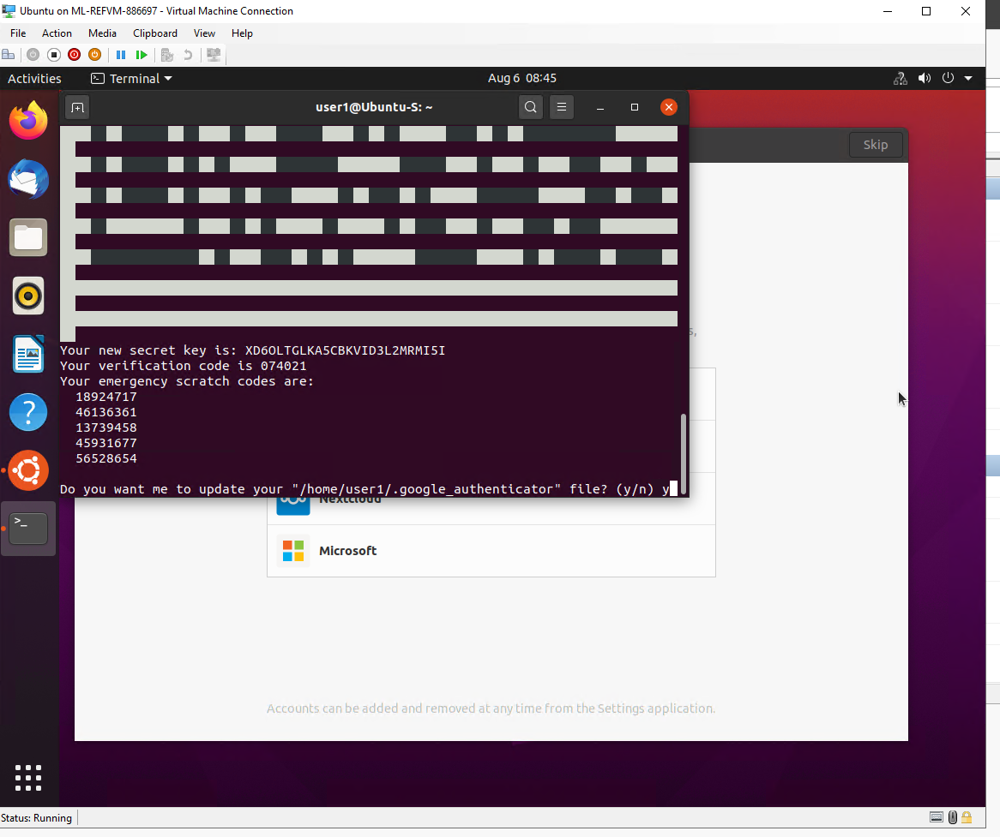 Ubuntu on ML-REFVM-886697 - Virtual Machine Connection
File Action Media Clipboard View Help
Activities Terminal Aug 6 08:45
user1@Ubuntu-S: ~
Skip
s,
Your new secret key is: XD6OLTGLKA5CBKVID3L2MRMI5I
Your verification code is 074021
Your emergency scratch codes are:
18924717
46136361
13739458
45931677
56528654
Do you want me to update your "/home/user1/.google_authenticator" file? (y/n) y
Nextcloud
Microsoft
Accounts can be added and removed at any time from the Settings application.
Status: Running